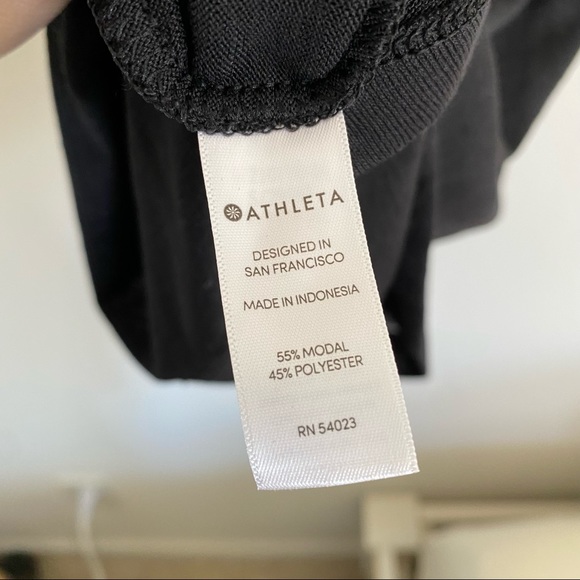 ATHLETA
DESIGNED IN
SAN FRANCISCO
MADE IN INDONESIA
55% MODAL
45% POLYESTER
RN 54023